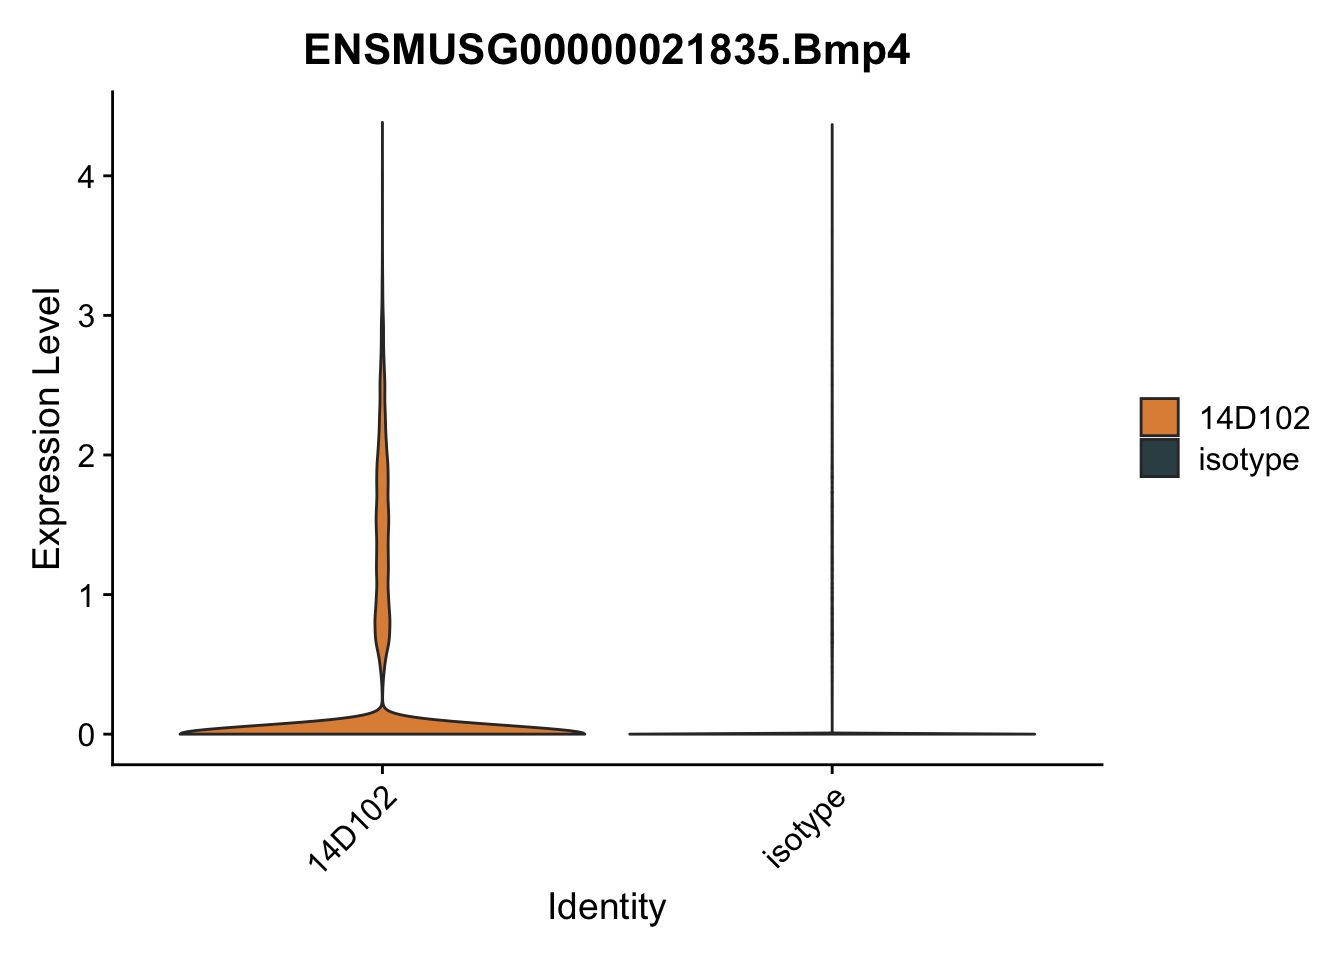 ENSMUSG00000021835.Bmp4
Expression Level
4
3
2
1
0
14D102
isotype
Identity
14D102
isotype